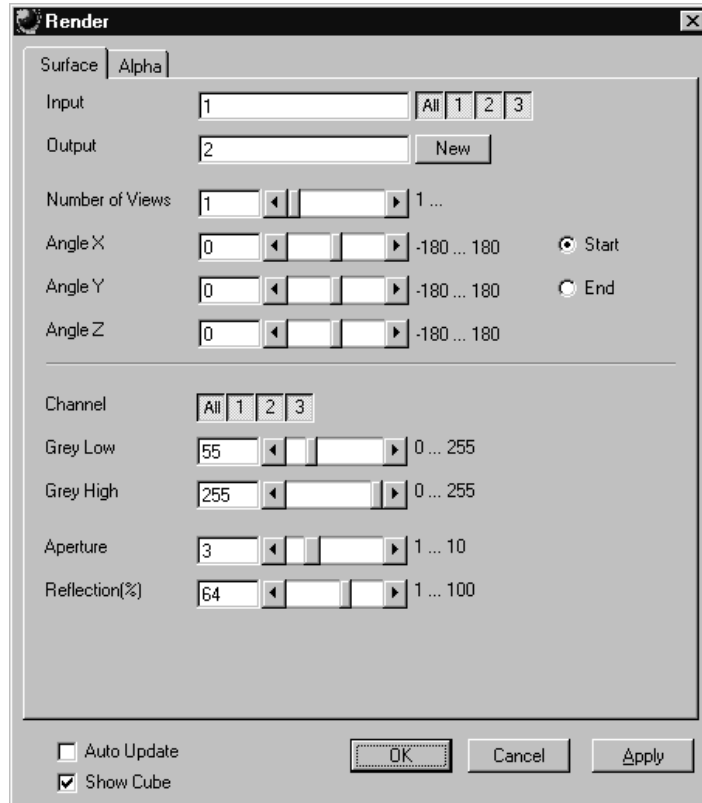 Render
Surface Alpha
Input 1 All 1 2 3
Output 2 New
Number of Views 1 1 ...
Angle X 0 -180 ... 180 Start
Angle Y 0 -180 ... 180 End
Angle Z 0 -180 ... 180
Channel All 1 2 3
Grey Low 55 0 ... 255
Grey High 255 0 ... 255
Aperture 3 1 ... 10
Reflection(%) 64 1 ... 100
Auto Update OK Cancel Apply
Show Cube